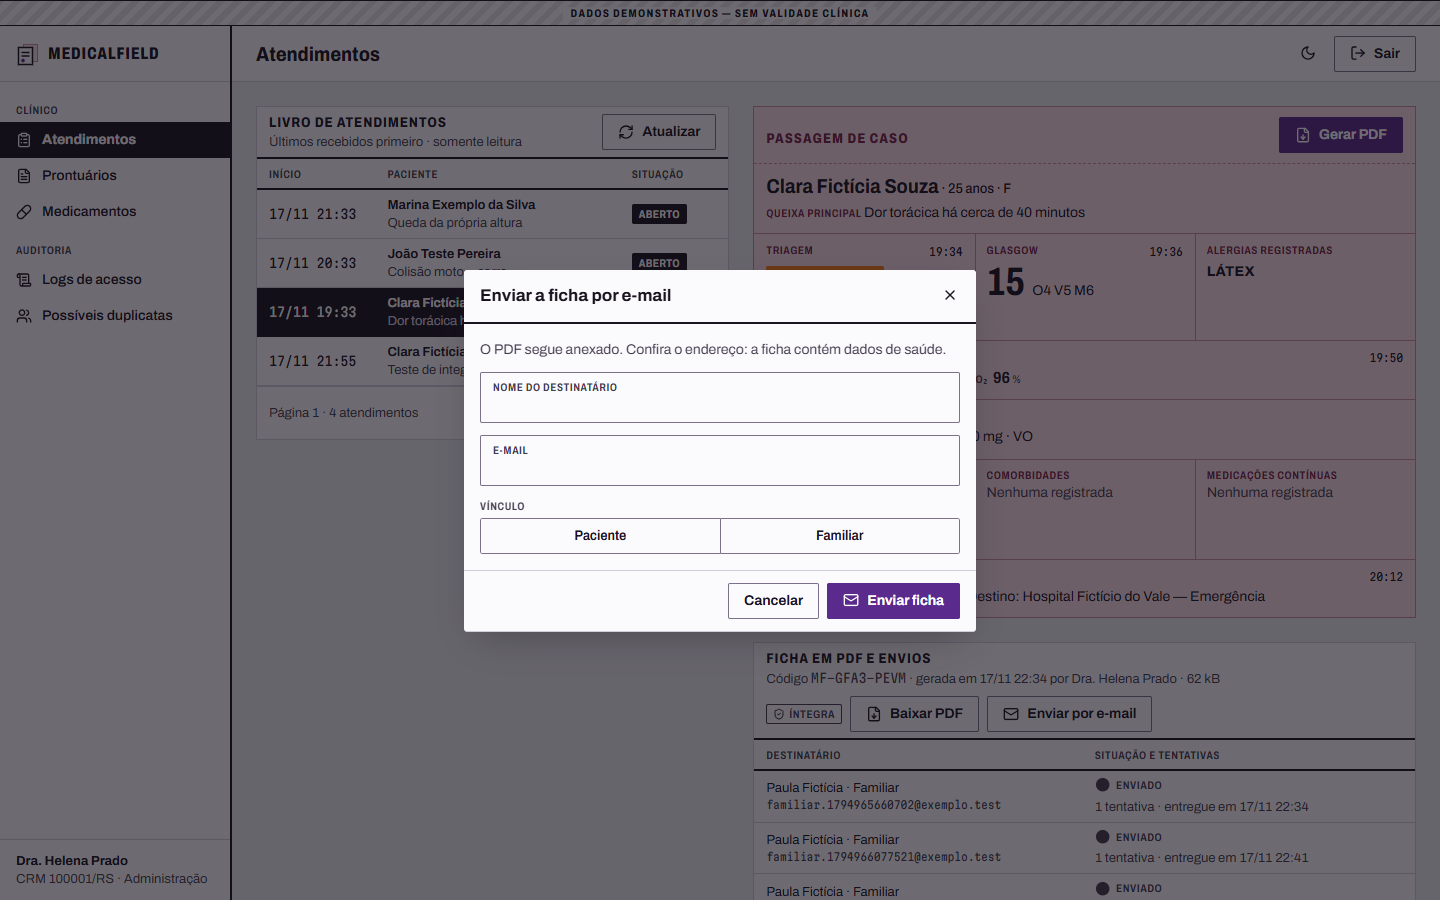 DADOS DEMONSTRATIVOS — SEM VALIDADE CLÍNICA
MEDICALFIELD
CLÍNICO
Atendimentos
Prontuários
Medicamentos
AUDITORIA
Logs de acesso
Possíveis duplicatas
Dra. Helena Prado
CRM 100001/RS · Administração
Atendimentos
Sair
LIVRO DE ATENDIMENTOS
Últimos recebidos primeiro · somente leitura
Atualizar
INÍCIO PACIENTE SITUAÇÃO
17/11 21:33 Marina Exemplo da Silva ABERTO
Queda da própria altura
17/11 20:33 João Teste Pereira ABERTO
Colisão
17/11 19:33 Clara
Dor torácica
17/11 21:55 Clara
Teste de
Página 1 · 4 atendimentos
PASSAGEM DE CASO
Gerar PDF
Clara Fictícia Souza · 25 anos · F
QUEIXA PRINCIPAL Dor torácica há cerca de 40 minutos
TRIAGEM 19:34
GLASGOW 19:36
15 O4 V5 M6
ALERGIAS REGISTRADAS
LÁTEX
19:50
96 %
mg · VO
COMORBIDADES
Nenhuma registrada
MEDICAÇÕES CONTÍNUAS
Nenhuma registrada
20:12
Hospital Fictício do Vale — Emergência
Enviar a ficha por e-mail
O PDF segue anexado. Confira o endereço: a ficha contém dados de saúde.
NOME DO DESTINATÁRIO
E-MAIL
VÍNCULO
Paciente Familiar
Cancelar Enviar ficha
FICHA EM PDF E ENVIOS
Código MF-GFA3-PEVM · gerada em 17/11 22:34 por Dra. Helena Prado · 62 kB
ÍNTEGRA Baixar PDF Enviar por e-mail
DESTINATÁRIO SITUAÇÃO E TENTATIVAS
Paula Fictícia · Familiar ENVIADO
familiar.1794965660702@exemplo.test 1 tentativa · entregue em 17/11 22:34
Paula Fictícia · Familiar ENVIADO
familiar.1794966077521@exemplo.test 1 tentativa · entregue em 17/11 22:41
Paula Fictícia · Familiar ENVIADO